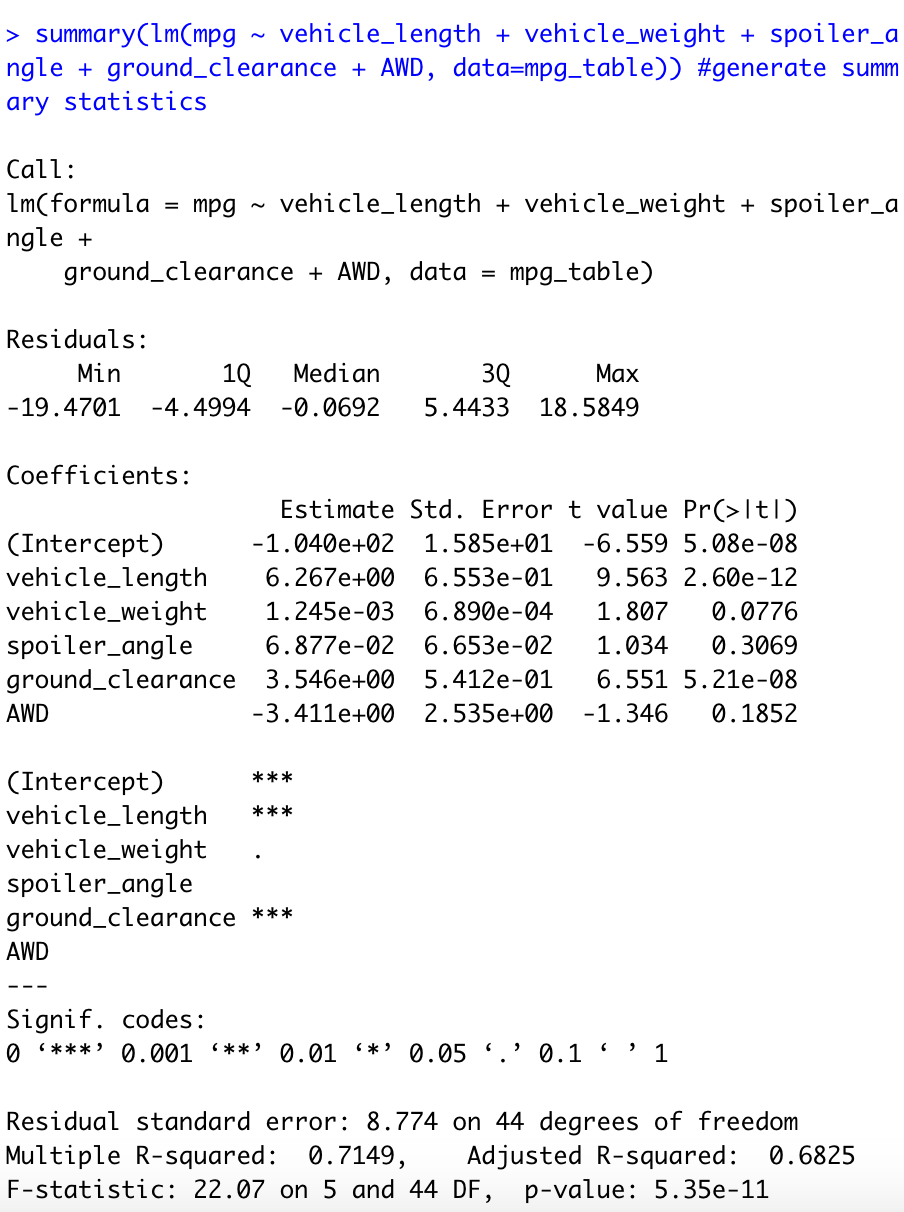 > summary(lm(mpg ~ vehicle_length + vehicle_weight + spoiler_a
ngle + ground_clearance + AWD, data=mpg_table)) #generate summ
ary statistics
Call:
lm(formula = mpg ~ vehicle_length + vehicle_weight + spoiler_a
ngle +
    ground_clearance + AWD, data = mpg_table)
Residuals:
     Min       1Q   Median       3Q      Max
-19.4701  -4.4994  -0.0692   5.4433  18.5849
Coefficients:
                   Estimate Std. Error t value Pr(>|t|)
(Intercept)      -1.040e+02  1.585e+01  -6.559 5.08e-08
vehicle_length    6.267e+00  6.553e-01   9.563 2.60e-12
vehicle_weight    1.245e-03  6.890e-04   1.807   0.0776
spoiler_angle     6.877e-02  6.653e-02   1.034   0.3069
ground_clearance  3.546e+00  5.412e-01   6.551 5.21e-08
AWD              -3.411e+00  2.535e+00  -1.346   0.1852
(Intercept)      ***
vehicle_length   ***
vehicle_weight   .
spoiler_angle
ground_clearance ***
AWD
---
Signif. codes:
0 ‘***’ 0.001 ‘**’ 0.01 ‘*’ 0.05 ‘.’ 0.1 ‘ ’ 1
Residual standard error: 8.774 on 44 degrees of freedom
Multiple R-squared:  0.7149,    Adjusted R-squared:  0.6825
F-statistic: 22.07 on 5 and 44 DF,  p-value: 5.35e-11